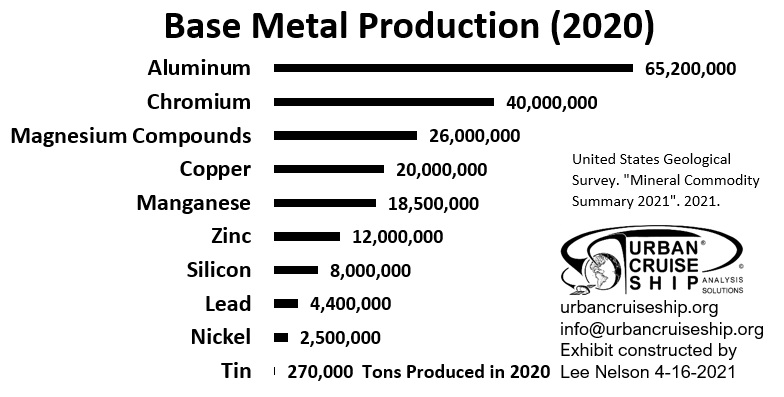 Base Metal Production (2020)
Aluminum 65,200,000
Chromium 40,000,000
Magnesium Compounds 26,000,000
Copper 20,000,000
Manganese 18,500,000
Zinc 12,000,000
Silicon 8,000,000
Lead 4,400,000
Nickel 2,500,000
Tin 270,000 Tons Produced in 2020
United States Geological
Survey. "Mineral Commodity
Summary 2021". 2021.
URBAN®
CRUISE
SHIP ANALYSIS
SOLUTIONS
©
urbancruiseship.org
info@urbancruiseship.org
Exhibit constructed by
Lee Nelson 4-16-2021